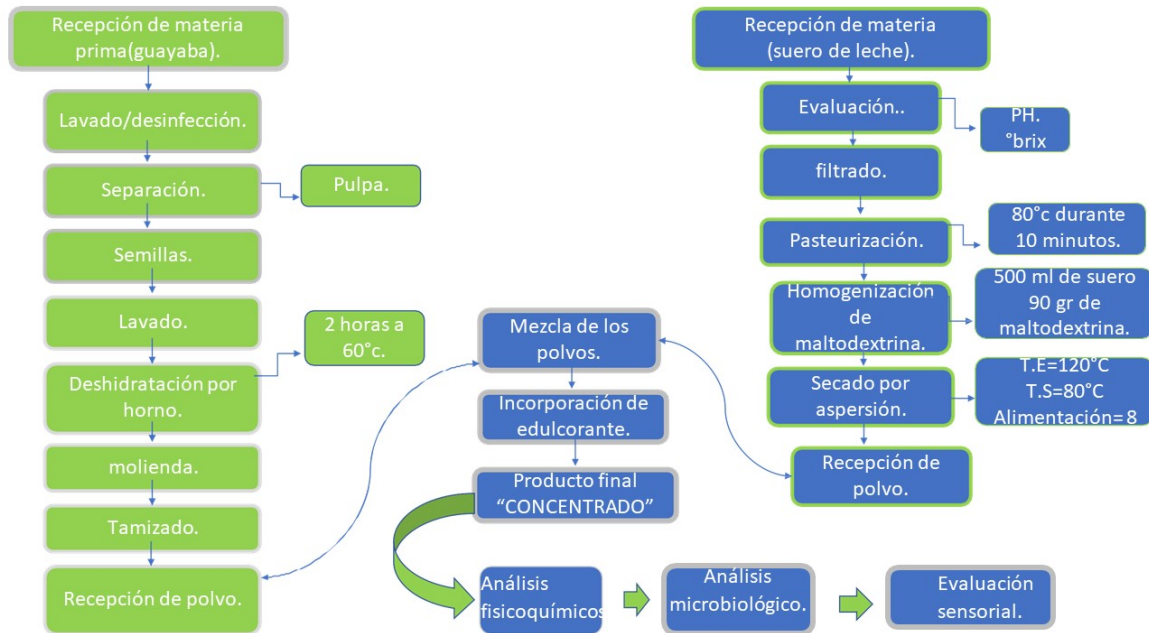 Recepción de materia
prima(guayaba).
Lavado/desinfección.
Separación.
Pulpa.
Semillas.
Lavado.
2 horas a
60°c.
Deshidratación por
horno.
molienda.
Tamizado.
Recepción de polvo.
Recepción de materia
(suero de leche).
Evaluación..
PH.
°brix
filtrado.
Pasteurización.
80°c durante
10 minutos.
Homogenización
de
maltodextrina.
500 ml de suero
90 gr de
maltodextrina.
Secado por
aspersión.
T.E=120°C
T.S=80°C
Alimentación= 8
Recepción de
polvo.
Mezcla de los
polvos.
Incorporación de
edulcorante.
Producto final
“CONCENTRADO”
Análisis
fisicoquímicos
Análisis
microbiológico.
Evaluación
sensorial.